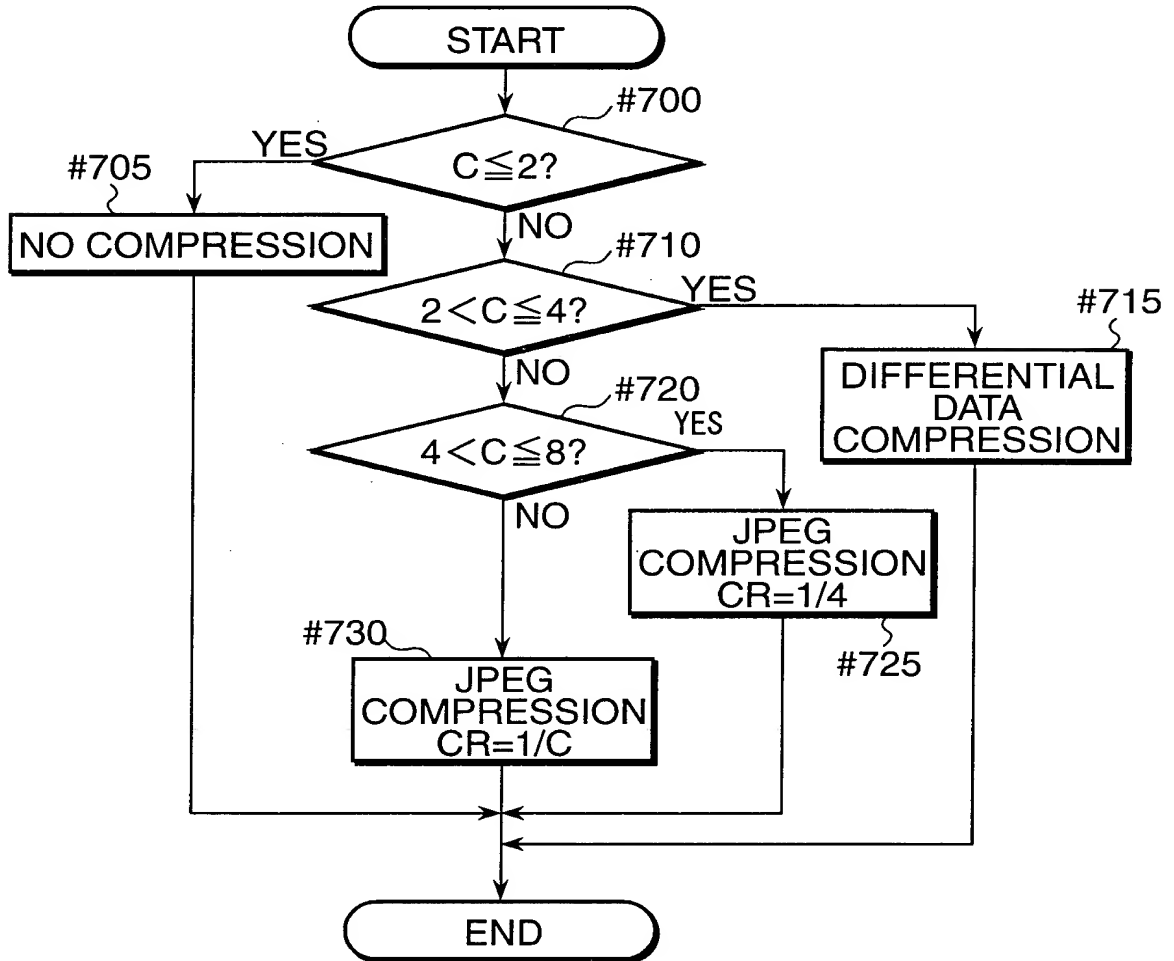 START
#700
YES
C≦2?
#705
NO COMPRESSION
NO
#710
2<C≦4?
YES
#715
DIFFERENTIAL
DATA
COMPRESSION
NO
#720
4<C≦8?
YES
NO
JPEG
COMPRESSION
CR=1/4
#725
#730
JPEG
COMPRESSION
CR=1/C
END